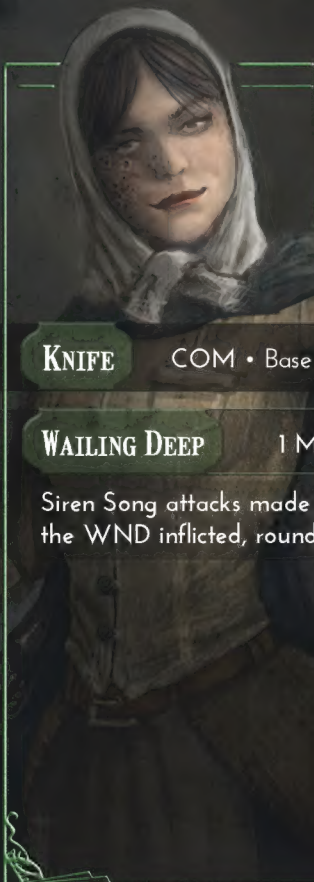 KNIFE COM • Base
WAILING DEEP 1 M
Siren Song attacks made
the WND inflicted, round